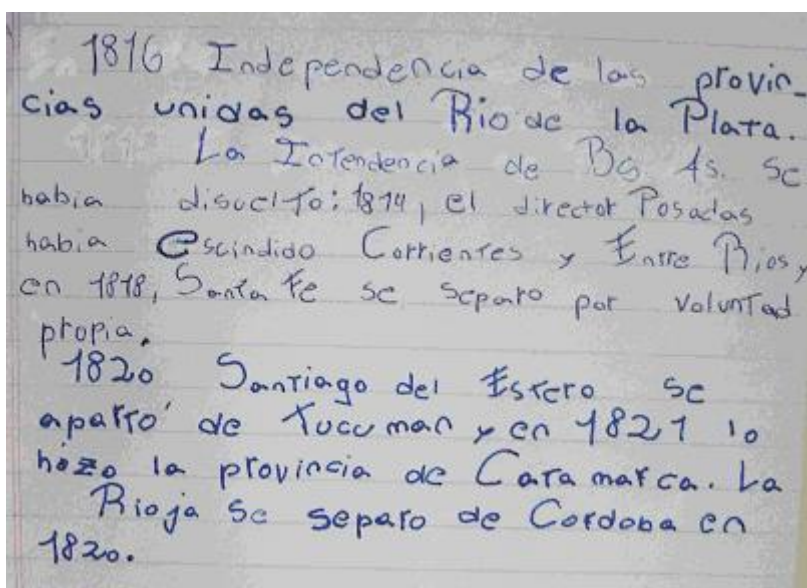 1816 Independencia de las provin-
cias unidas del Rio de la Plata.
La Intendencia de Bs As. se
habia disuelto: 1814, el director Posadas
habia escindido Corrientes y Entre Rios,
en 1818, Santa Fe se separo por voluntad
propia.
1820 Santiago del Estero se
apartó de Tucuman y en 1821 lo
hizo la provincia de Catamarca. La
Rioja se separo de Cordoba en
1820.